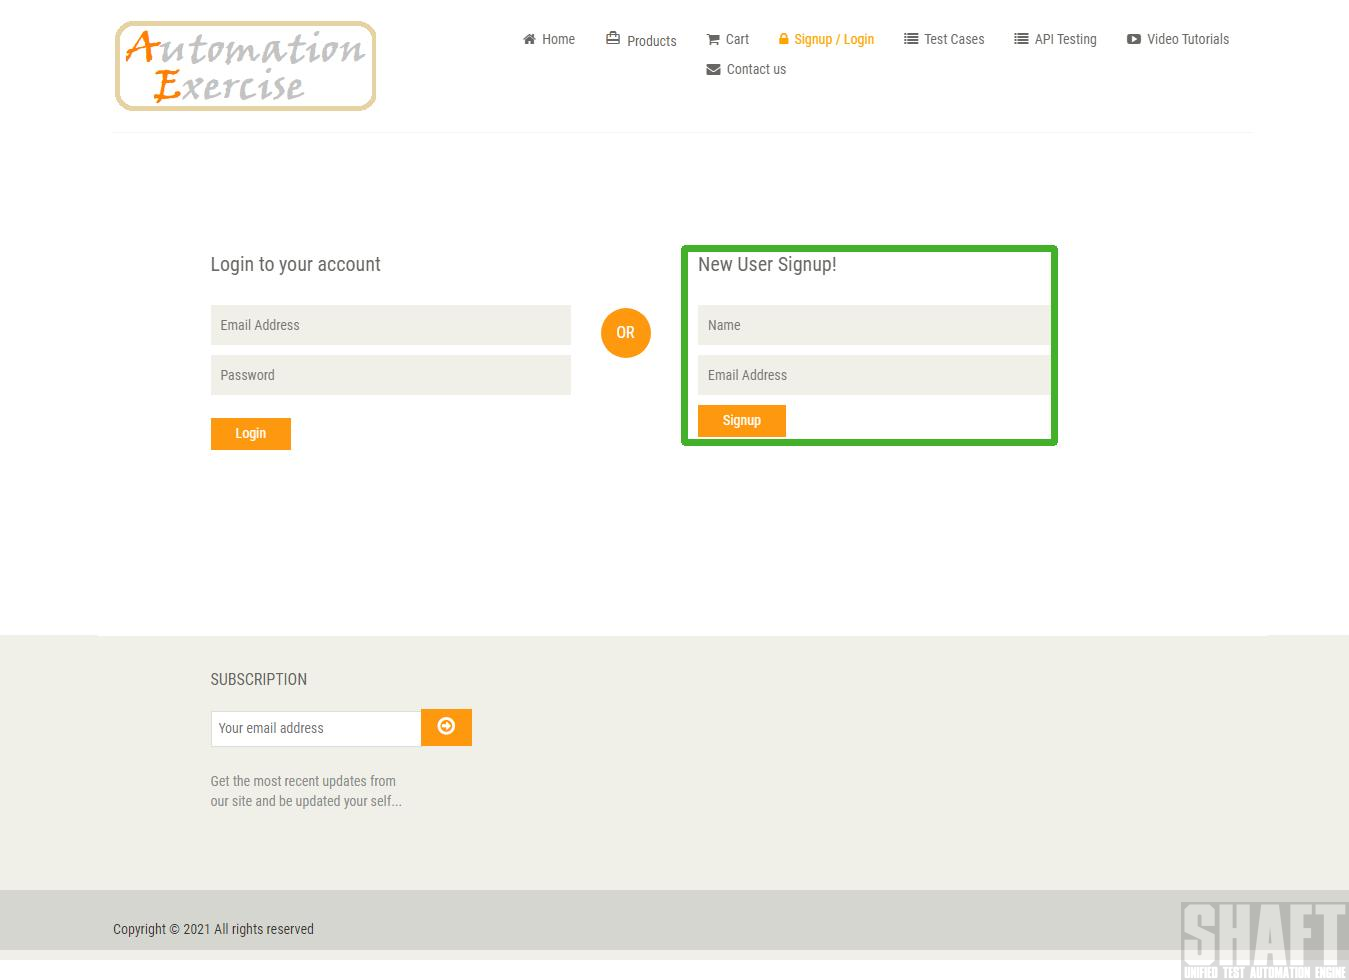 Automation
Exercise
Home
Products
Cart
Signup / Login
Test Cases
API Testing
Video Tutorials
Contact us
Login to your account
Email Address
Password
Login
OR
New User Signup!
Name
Email Address
Signup
SUBSCRIPTION
Your email address
Get the most recent updates from
our site and be updated your self...
Copyright © 2021 All rights reserved
SHAFT
UNIFIED TEST AUTOMATION ENGINE